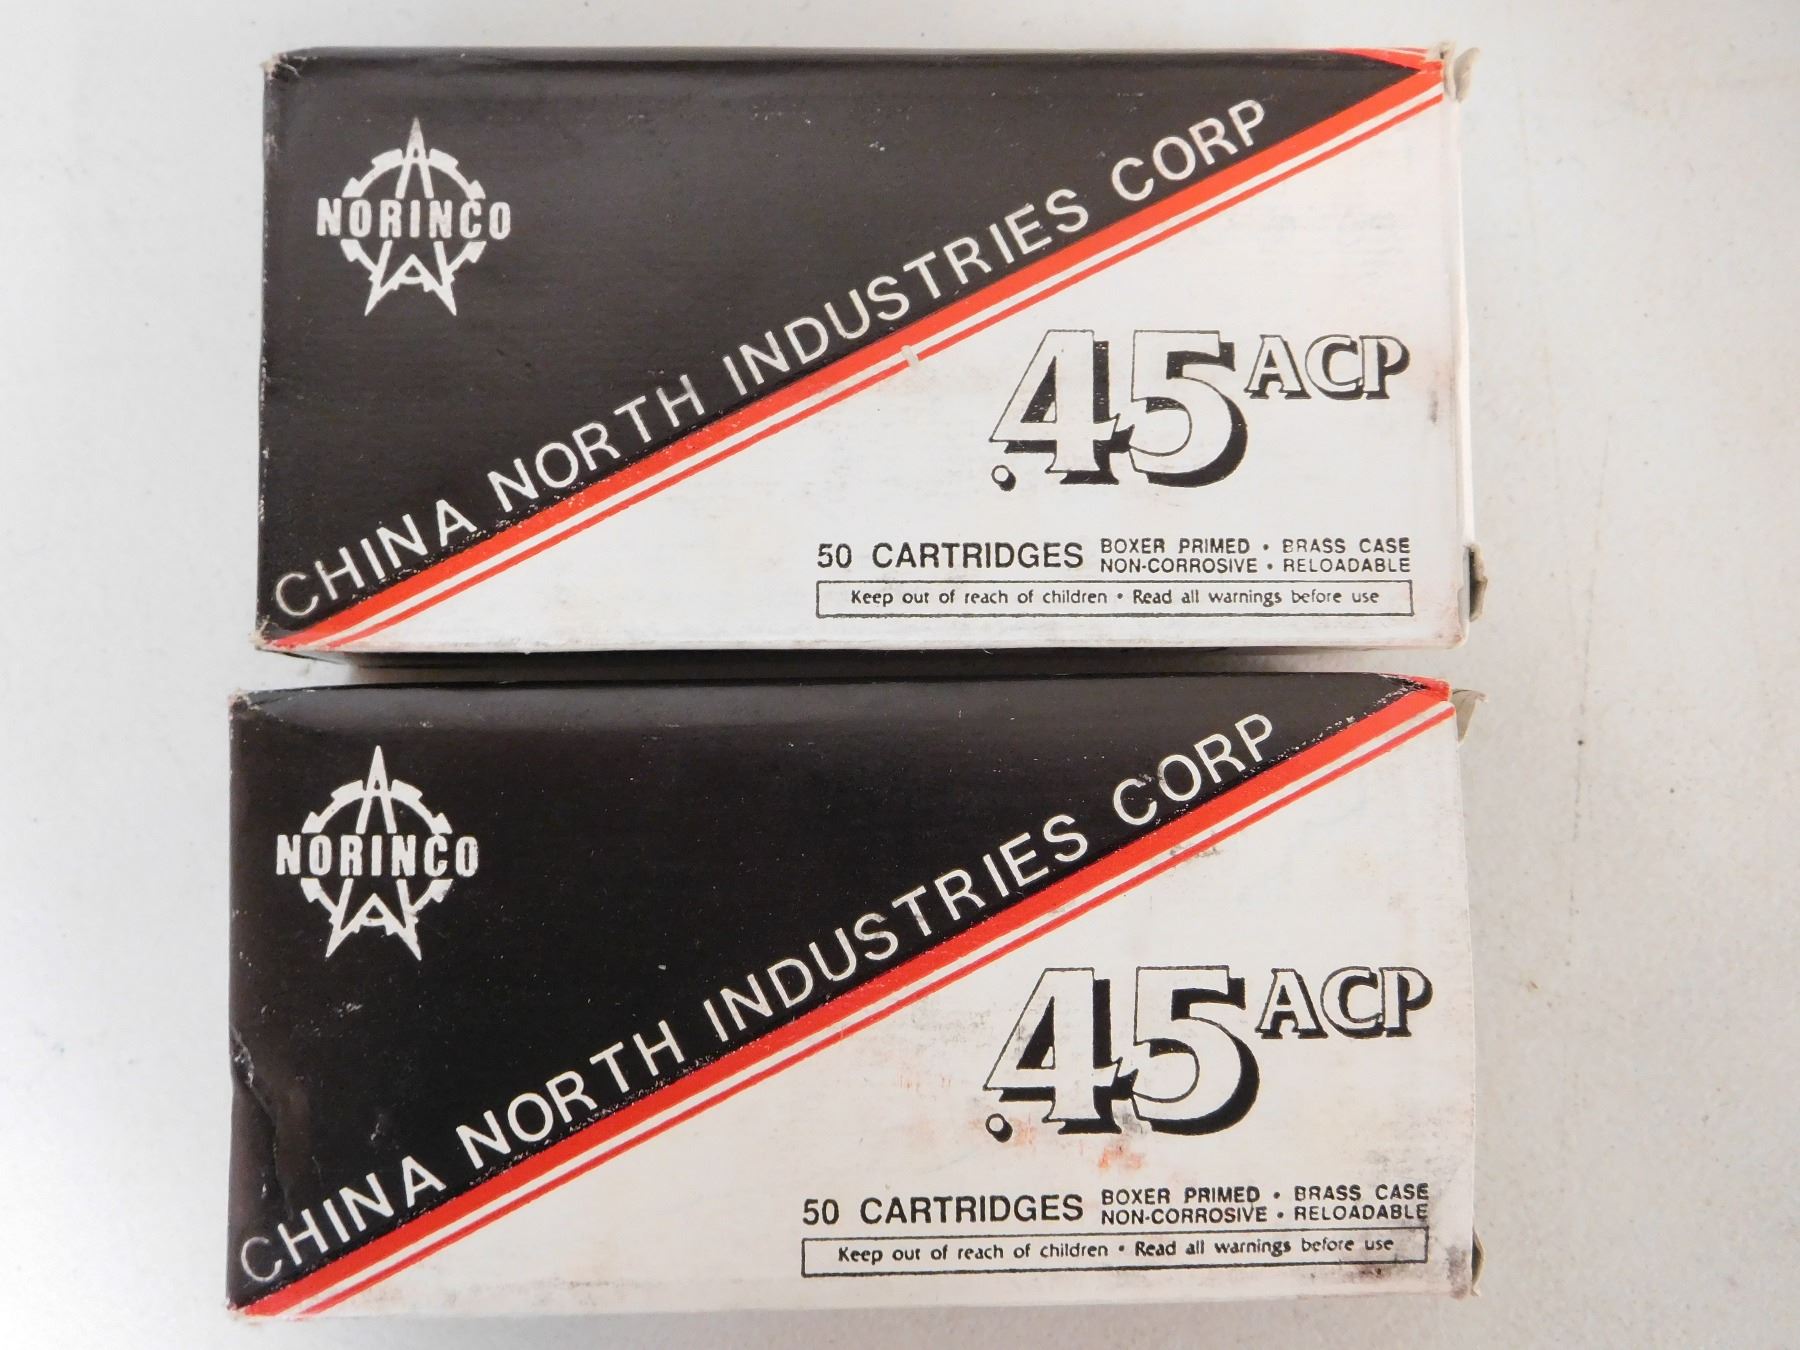 NORINCO
CHINA NORTH INDUSTRIES CORP
.45 ACP
50 CARTRIDGES BOXER PRIMED • BRASS CASE
NON-CORROSIVE • RELOADABLE
Keep out of reach of children • Read all warnings before use
NORINCO
CHINA NORTH INDUSTRIES CORP
.45 ACP
50 CARTRIDGES BOXER PRIMED • BRASS CASE
NON-CORROSIVE • RELOADABLE
Keep out of reach of children • Read all warnings before use